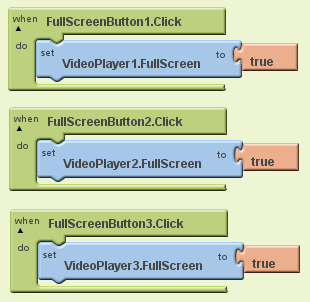 when FullScreenButton1.Click
do set VideoPlayer1.FullScreen to true
when FullScreenButton2.Click
do set VideoPlayer2.FullScreen to true
when FullScreenButton3.Click
do set VideoPlayer3.FullScreen to true